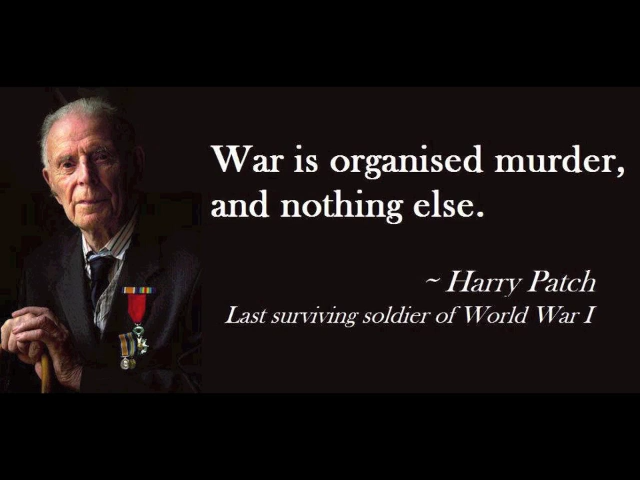 War is organised murder,
and nothing else.
~ Harry Patch
Last surviving soldier of World War I